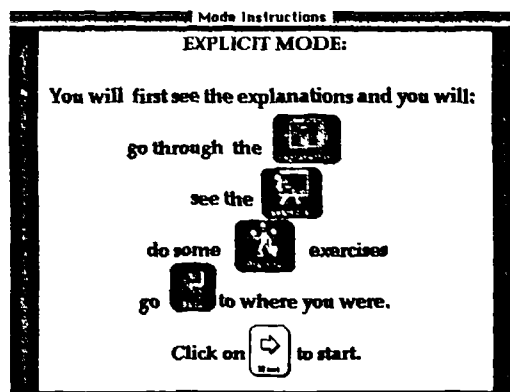 Mode Instructions
EXPLICIT MODE:
You will first see the explanations and you will:
go through the
see the
do some exercises
go to where you were.
Click on Next to start.